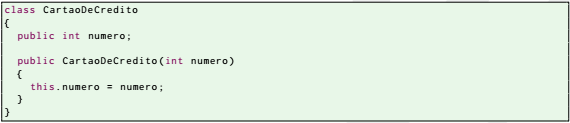 class CartaoDeCredito
{
  public int numero;

  public CartaoDeCredito(int numero)
  {
    this.numero = numero;
  }
}